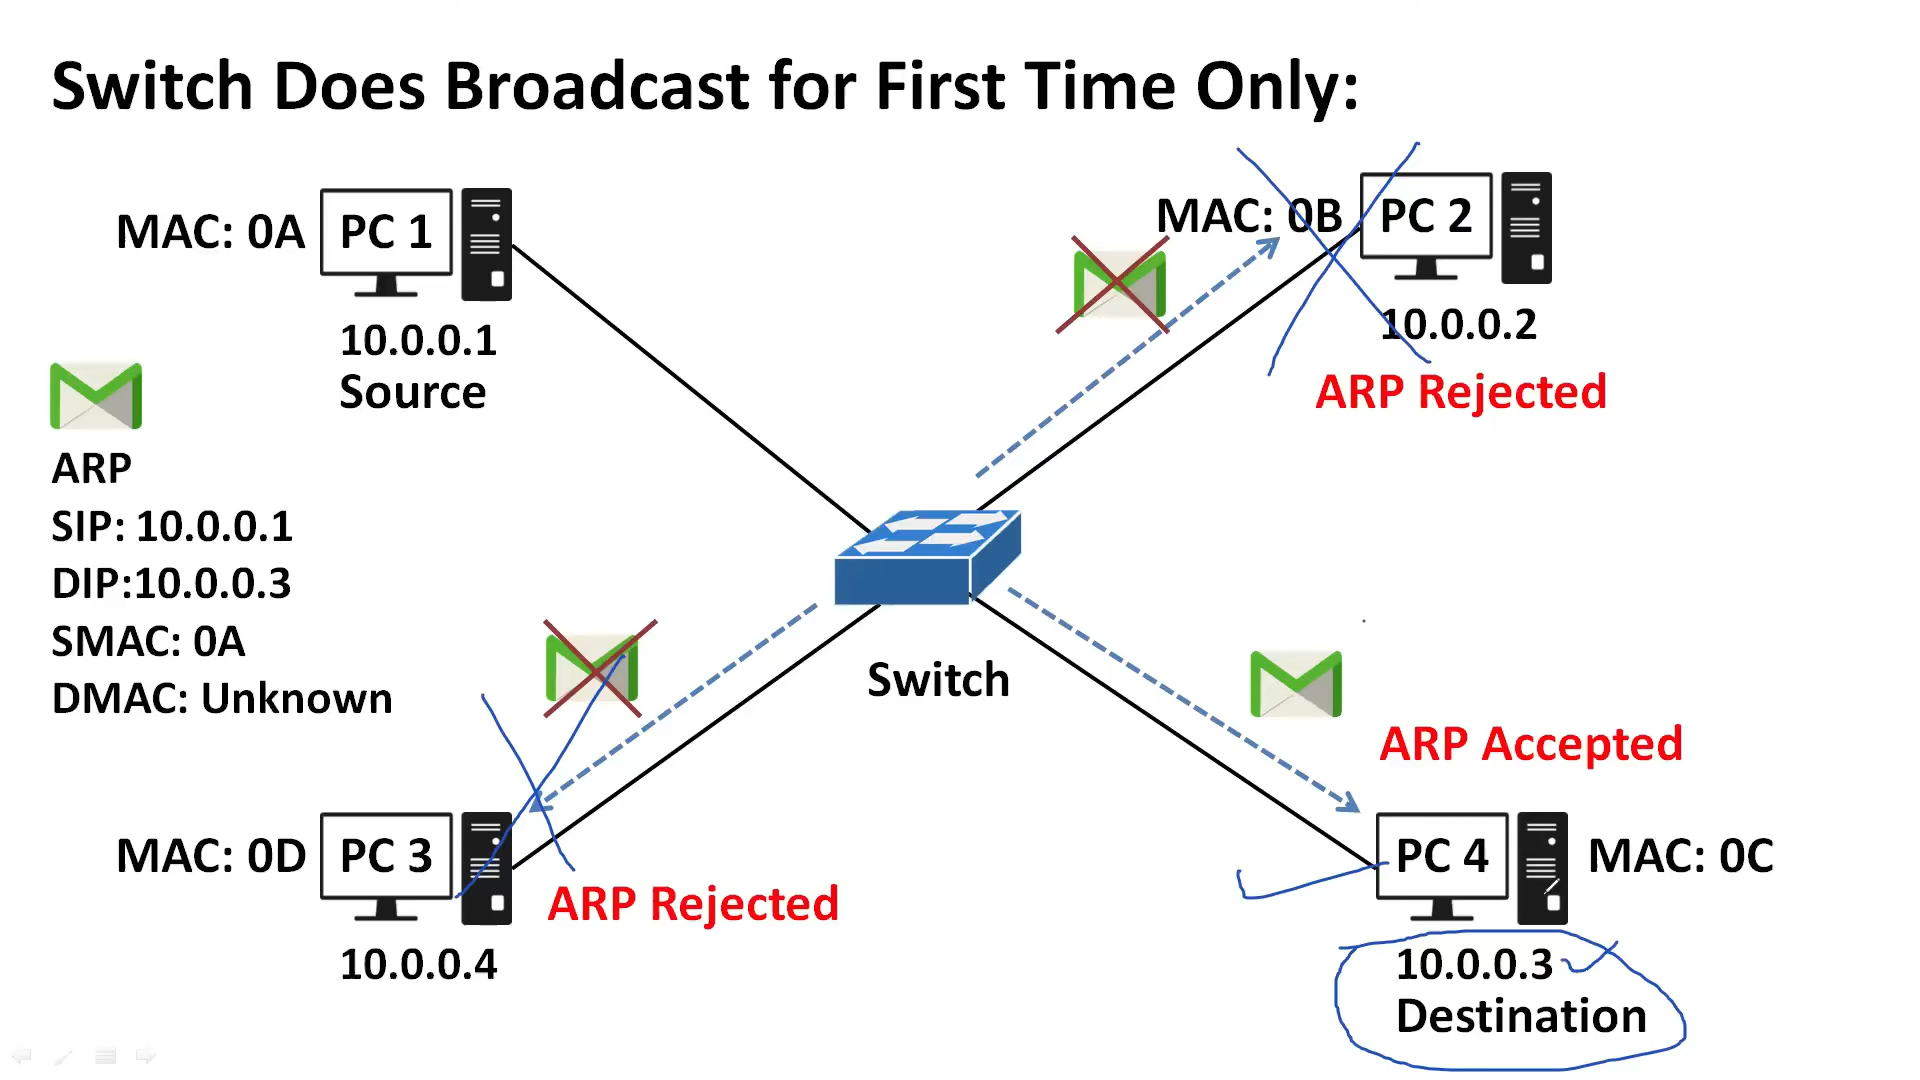 Switch Does Broadcast for First Time Only:
MAC: 0A
PC 1
10.0.0.1
Source
MAC: 0B
PC 2
10.0.0.2
ARP Rejected
ARP
SIP: 10.0.0.1
DIP:10.0.0.3
SMAC: 0A
DMAC: Unknown
Switch
MAC: 0D
PC 3
10.0.0.4
ARP Rejected
ARP Accepted
PC 4
MAC: 0C
10.0.0.3
Destination